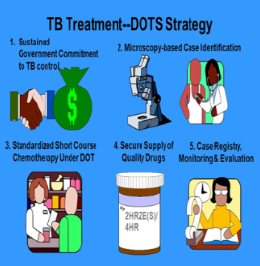 TB Treatment--DOTS Strategy
1. Sustained
Government Commitment
to TB control
2. Microscopy-based Case Identification
3. Standardized Short Course
Chemotherapy Under DOT
4. Secure Supply of
Quality Drugs
5. Case Registry,
Monitoring & Evaluation
$
2HRZE(S)/
4HR